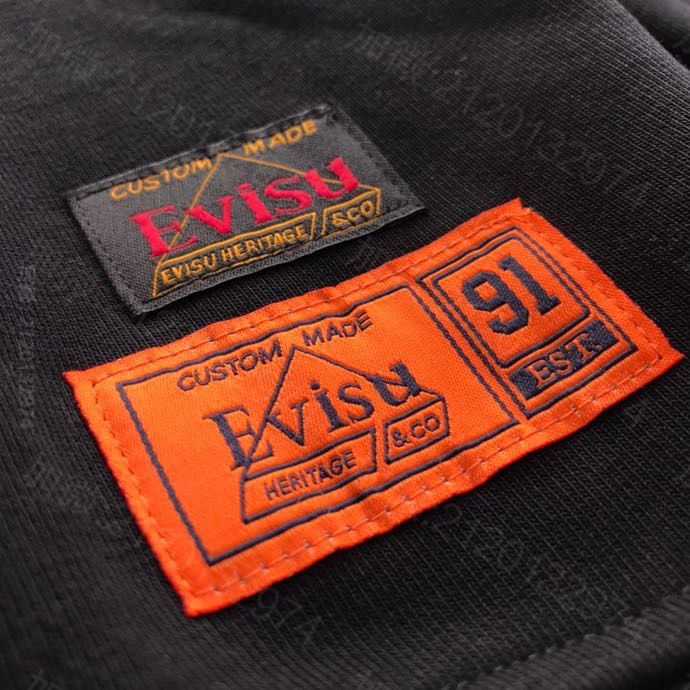 CUSTOM MADE
Evisu
EVISU HERITAGE &CO
CUSTOM MADE
Evisu
HERITAGE &CO
91
EST